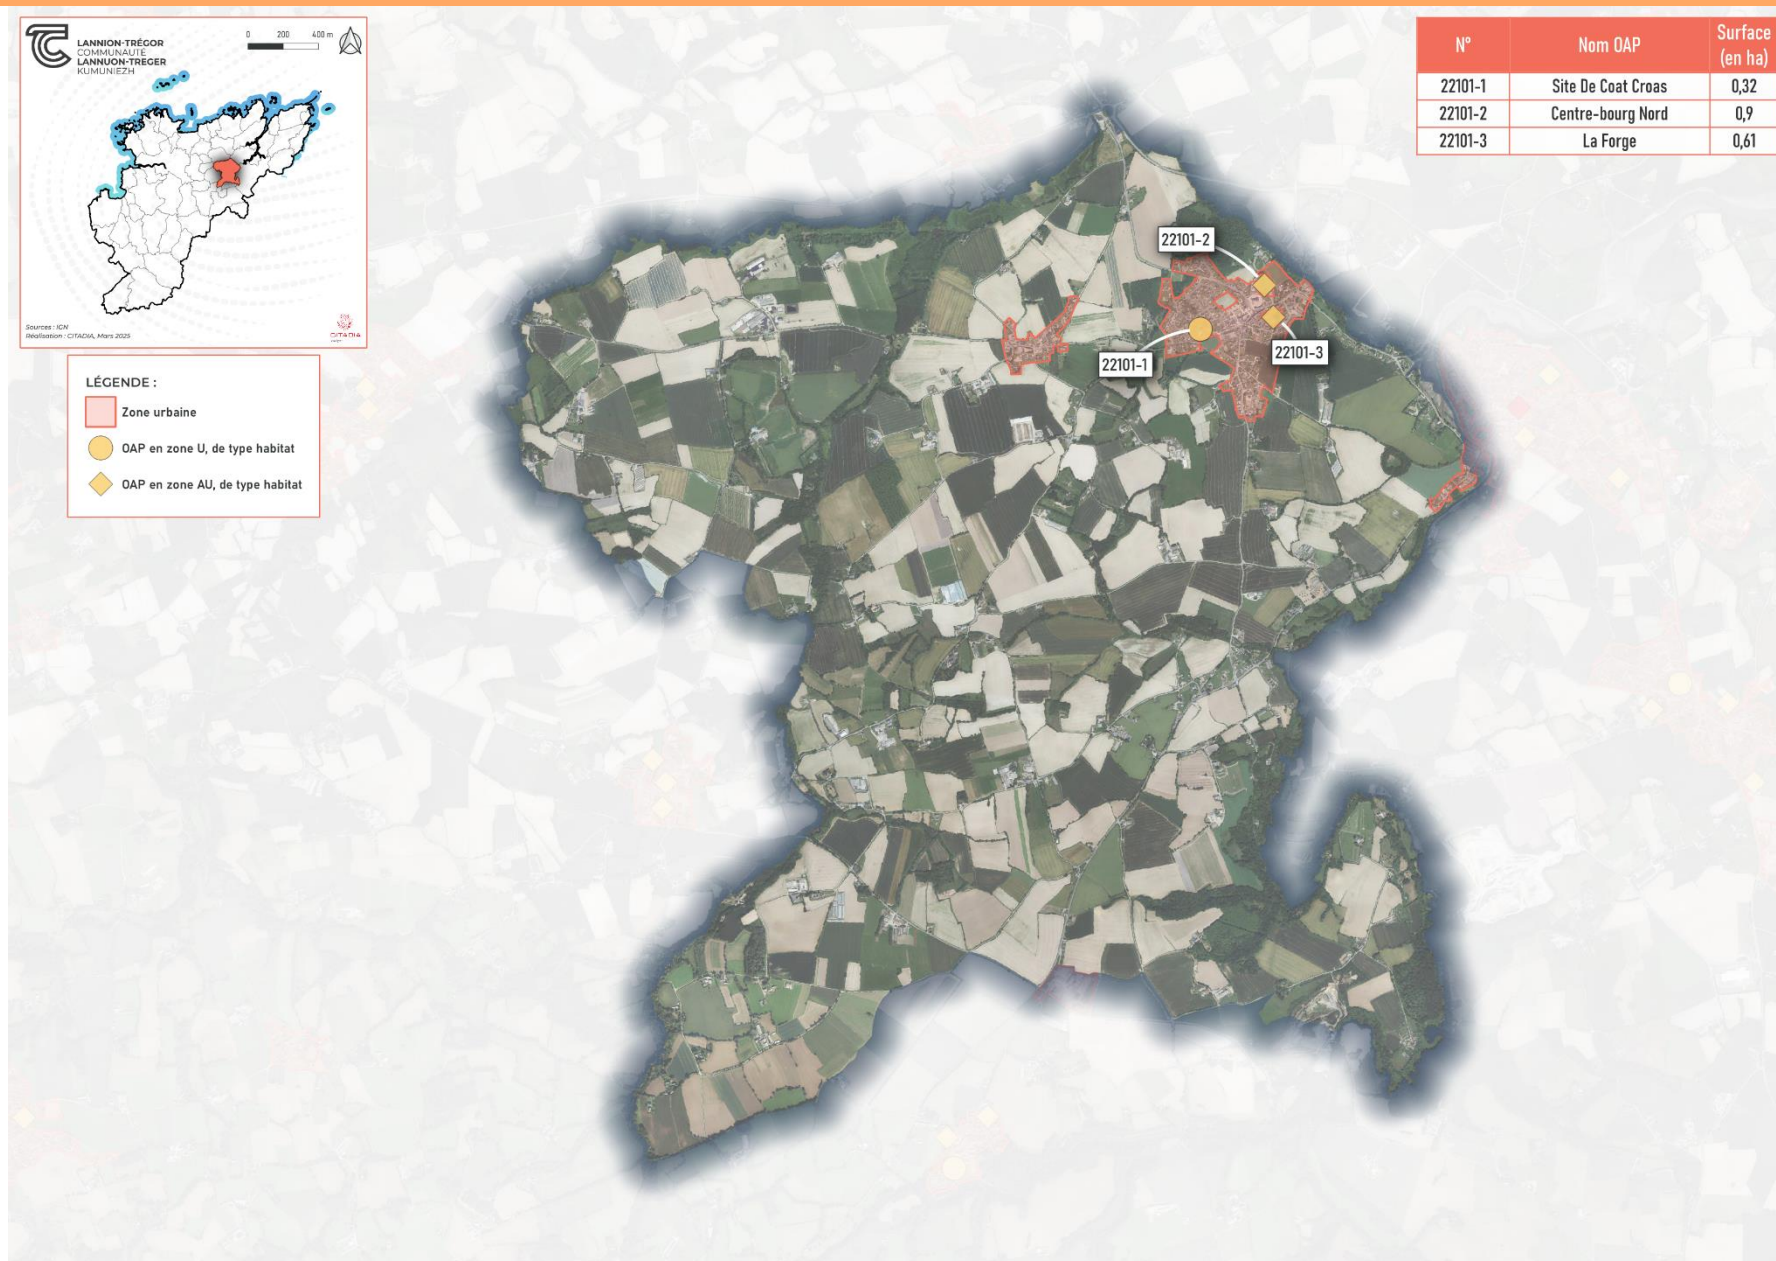 LANNION-TRÉGOR
COMMUNAUTÉ
LANNUON-TREGER
KUMUNIEZH
0 200 400 m
Sources : IGN
Réalisation : CITADIA, Mars 2025
CITADIA
LÉGENDE :
Zone urbaine
OAP en zone U, de type habitat
OAP en zone AU, de type habitat
N° Nom OAP Surface (en ha)
22101-1 Site De Coat Croas 0,32
22101-2 Centre-bourg Nord 0,9
22101-3 La Forge 0,61
22101-2
22101-1
22101-3